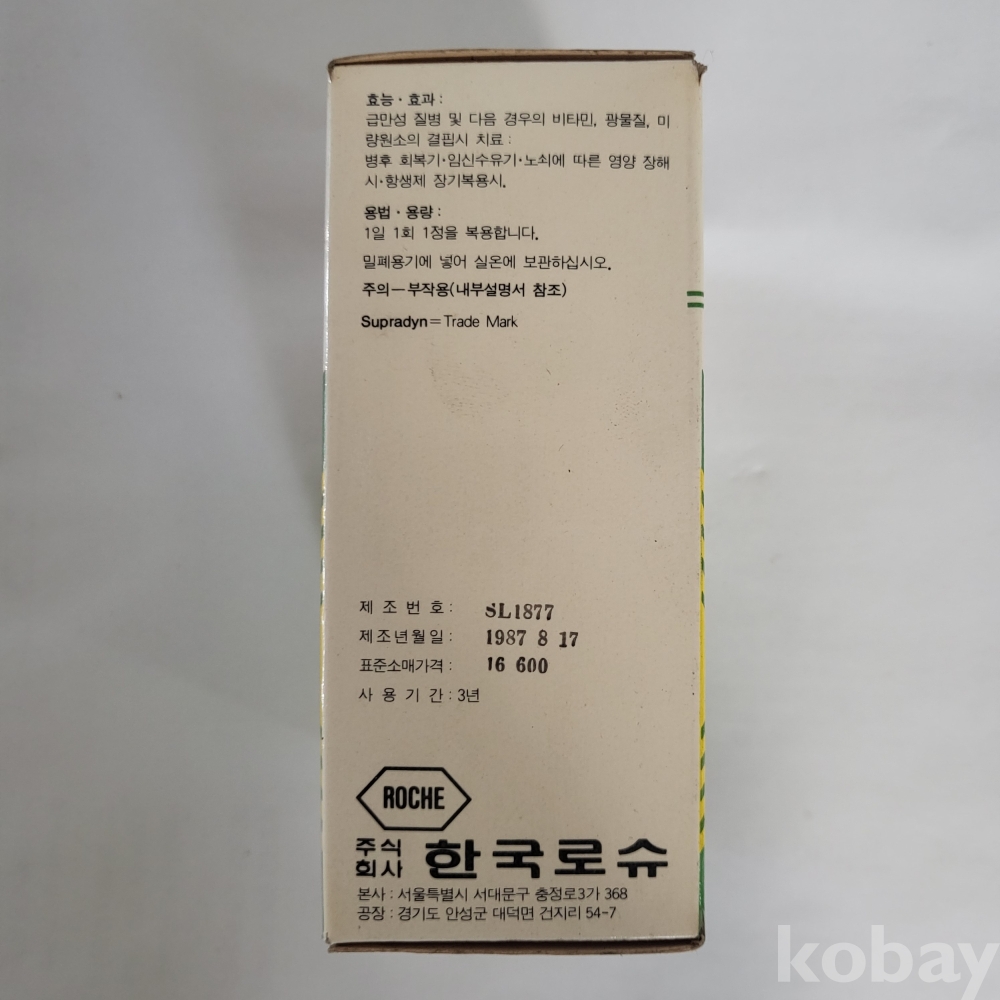 효능·효과:
급만성 질병 및 다음 경우의 비타민, 광물질, 미
량원소의 결핍시 치료:
병후 회복기·임신수유기·노쇠에 따른 영양 장해
시·항생제 장기복용시.
용법·용량:
1일 1회 1정을 복용합니다.
밀폐용기에 넣어 실온에 보관하십시오.
주의—부작용(내부설명서 참조)
Supradyn=Trade Mark
제조번호: SL1877
제조년월일: 1987 8 17
표준소매가격: 16 600
사용기간:3년
ROCHE
주식회사 한국로슈
본사:서울특별시 서대문구 충정로3가 368
공장:경기도 안성군 대덕면 건지리 54-7
kobay